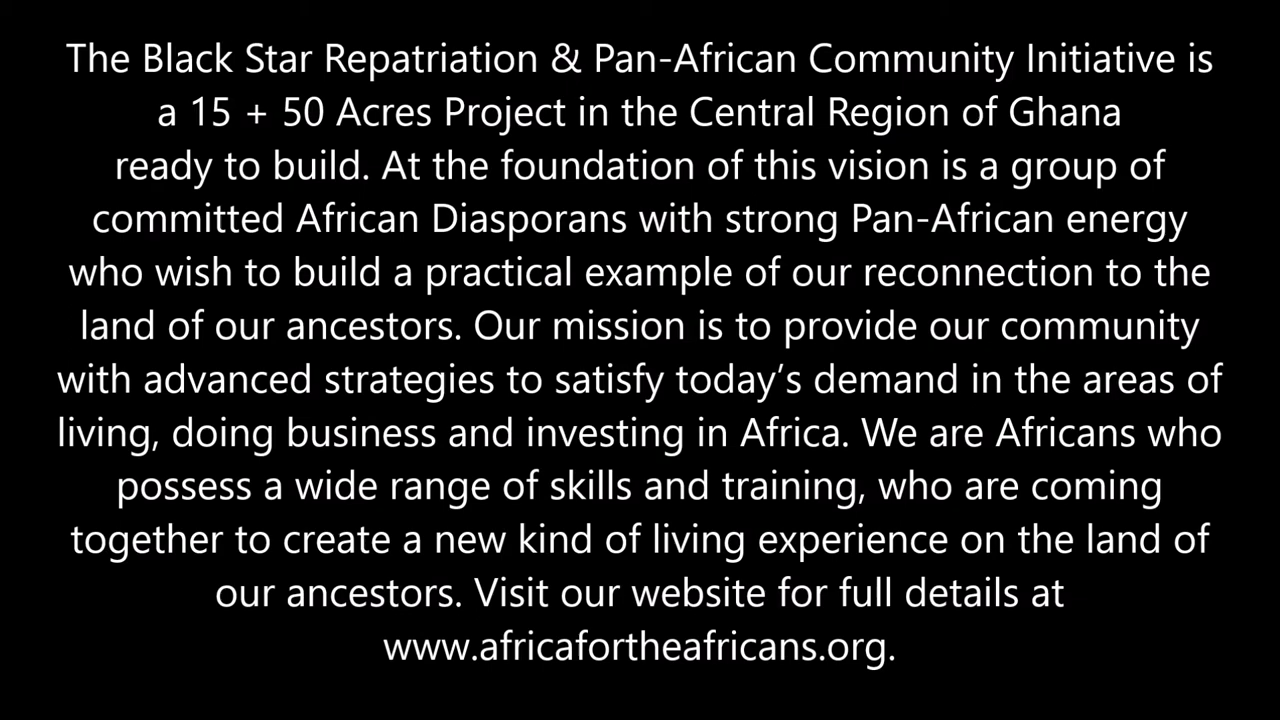 The Black Star Repatriation & Pan-African Community Initiative is
a 15 + 50 Acres Project in the Central Region of Ghana
ready to build. At the foundation of this vision is a group of
committed African Diasporans with strong Pan-African energy
who wish to build a practical example of our reconnection to the
land of our ancestors. Our mission is to provide our community
with advanced strategies to satisfy today’s demand in the areas of
living, doing business and investing in Africa. We are Africans who
possess a wide range of skills and training, who are coming
together to create a new kind of living experience on the land of
our ancestors. Visit our website for full details at
www.africafortheafricans.org.